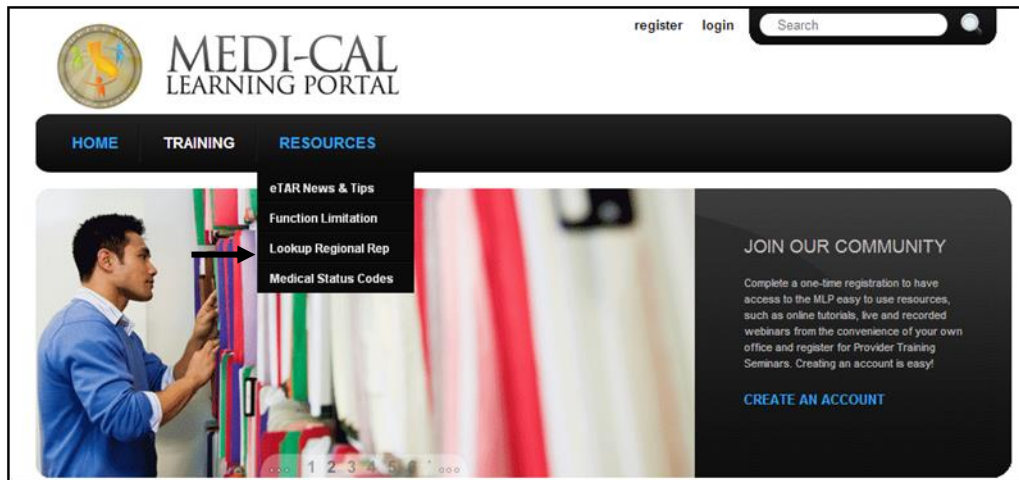 register login Search
MEDI-CAL
LEARNING PORTAL
HOME TRAINING RESOURCES
eTAR News & Tips
Function Limitation
Lookup Regional Rep
Medical Status Codes
JOIN OUR COMMUNITY
Complete a one-time registration to have
access to the MLP easy to use resources,
such as online tutorials, live and recorded
webinars from the convenience of your own
office and register for Provider Training
Seminars. Creating an account is easy!
CREATE AN ACCOUNT
... 1 2 3 4 5 6 ...